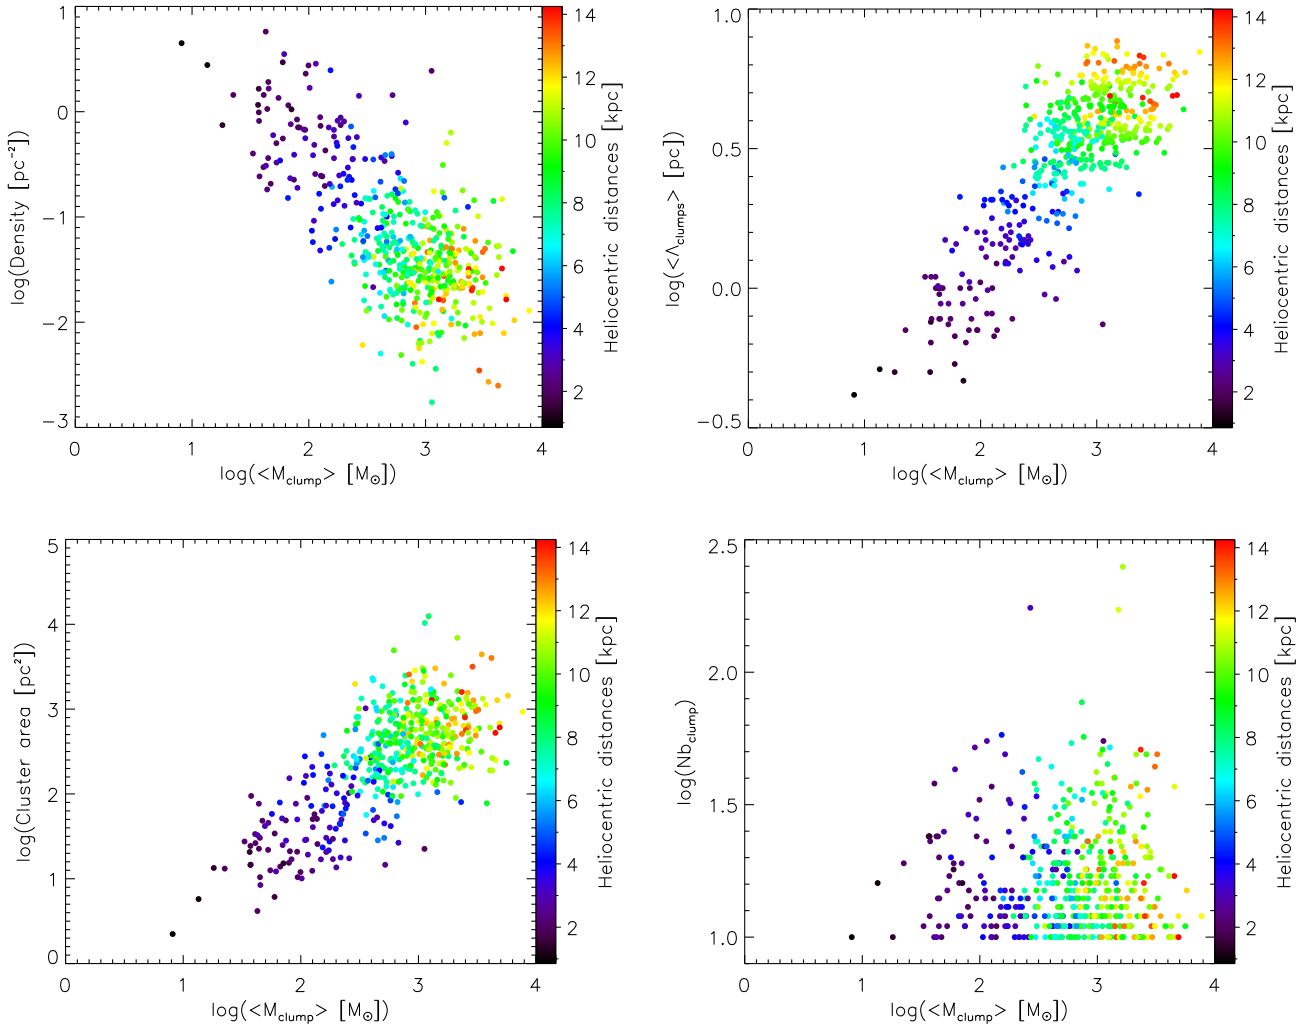 1
0
−1
−2
−3
log(Density [pc⁻²])
0 1 2 3 4
log(<M_clump> [M_⊙])
14
12
10
8
6
4
2
Heliocentric distances [kpc]
1.0
0.5
0.0
−0.5
log(<Λ_clumps> [pc])
0 1 2 3 4
log(<M_clump> [M_⊙])
14
12
10
8
6
4
2
Heliocentric distances [kpc]
5
4
3
2
1
0
log(Cluster area [pc²])
0 1 2 3 4
log(<M_clump> [M_⊙])
14
12
10
8
6
4
2
Heliocentric distances [kpc]
2.5
2.0
1.5
1.0
log(Nb_clump)
0 1 2 3 4
log(<M_clump> [M_⊙])
14
12
10
8
6
4
2
Heliocentric distances [kpc]